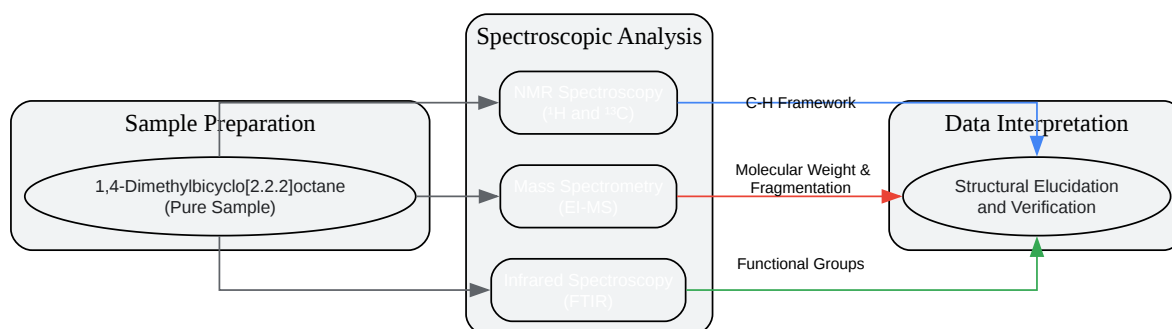 Sample Preparation
1,4-Dimethylbicyclo[2.2.2]octane
(Pure Sample)
Spectroscopic Analysis
NMR Spectroscopy
(¹H and ¹³C)
Mass Spectrometry
(EI-MS)
Infrared Spectroscopy
(FTIR)
C-H Framework
Molecular Weight &
Fragmentation
Functional Groups
Data Interpretation
Structural Elucidation
and Verification